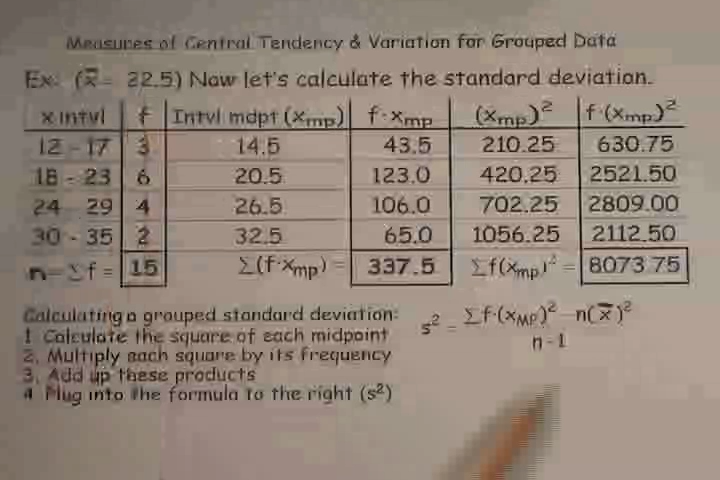 Measures of Central Tendency & Variation for Grouped Data
Ex: (x̄ = 22.5) Now let's calculate the standard deviation.
x intvl f Intvl mdpt (xmp) f·xmp (xmp)² f·(xmp)²
12 - 17 3 14.5 43.5 210.25 630.75
18 - 23 6 20.5 123.0 420.25 2521.50
24 - 29 4 26.5 106.0 702.25 2809.00
30 - 35 2 32.5 65.0 1056.25 2112.50
n = Σf = 15 Σ(f·xmp) = 337.5 Σf(xmp)² = 8073.75
Calculating a grouped standard deviation:
1. Calculate the square of each midpoint
2. Multiply each square by its frequency
3. Add up these products
4. Plug into the formula to the right (s²)
s² = Σf·(xMP)² - n(x̄)²
n-1